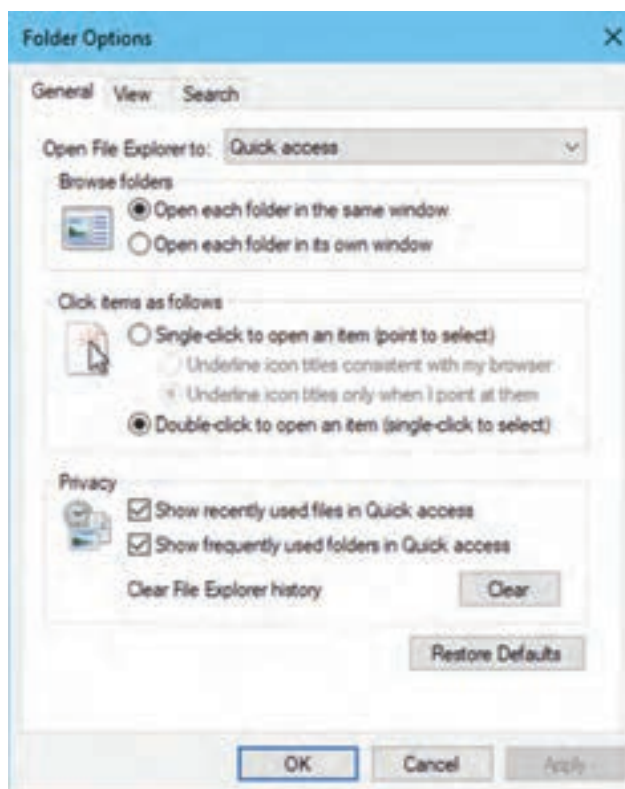 Folder Options
General View Search
Open File Explorer to: Quick access
Browse folders
Open each folder in the same window
Open each folder in its own window
Click items as follows
Single-click to open an item (point to select)
Underline icon titles consistent with my browser
Underline icon titles only when I point at them
Double-click to open an item (single-click to select)
Privacy
Show recently used files in Quick access
Show frequently used folders in Quick access
Clear File Explorer history Clear
Restore Defaults
OK Cancel Apply